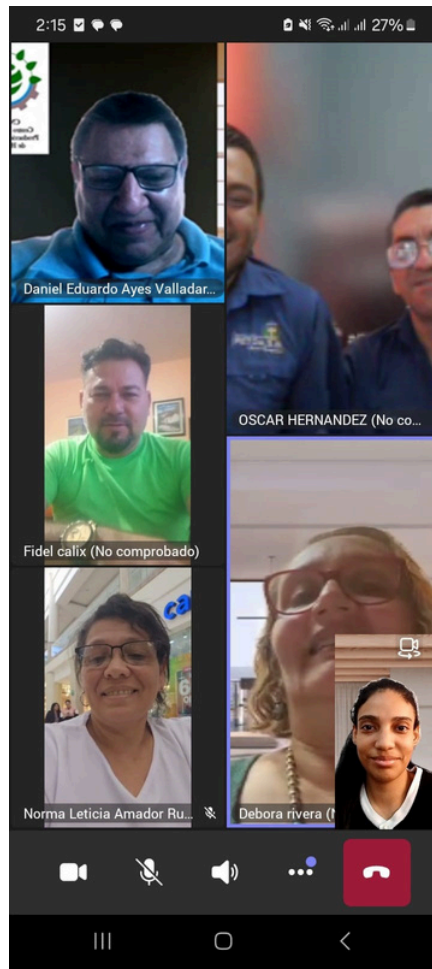 2:15
27%
Daniel Eduardo Ayes Valladar...
OSCAR HERNANDEZ (No co...
Fidel calix (No comprobado)
Norma Leticia Amador Ru...
Debora rivera (
ca